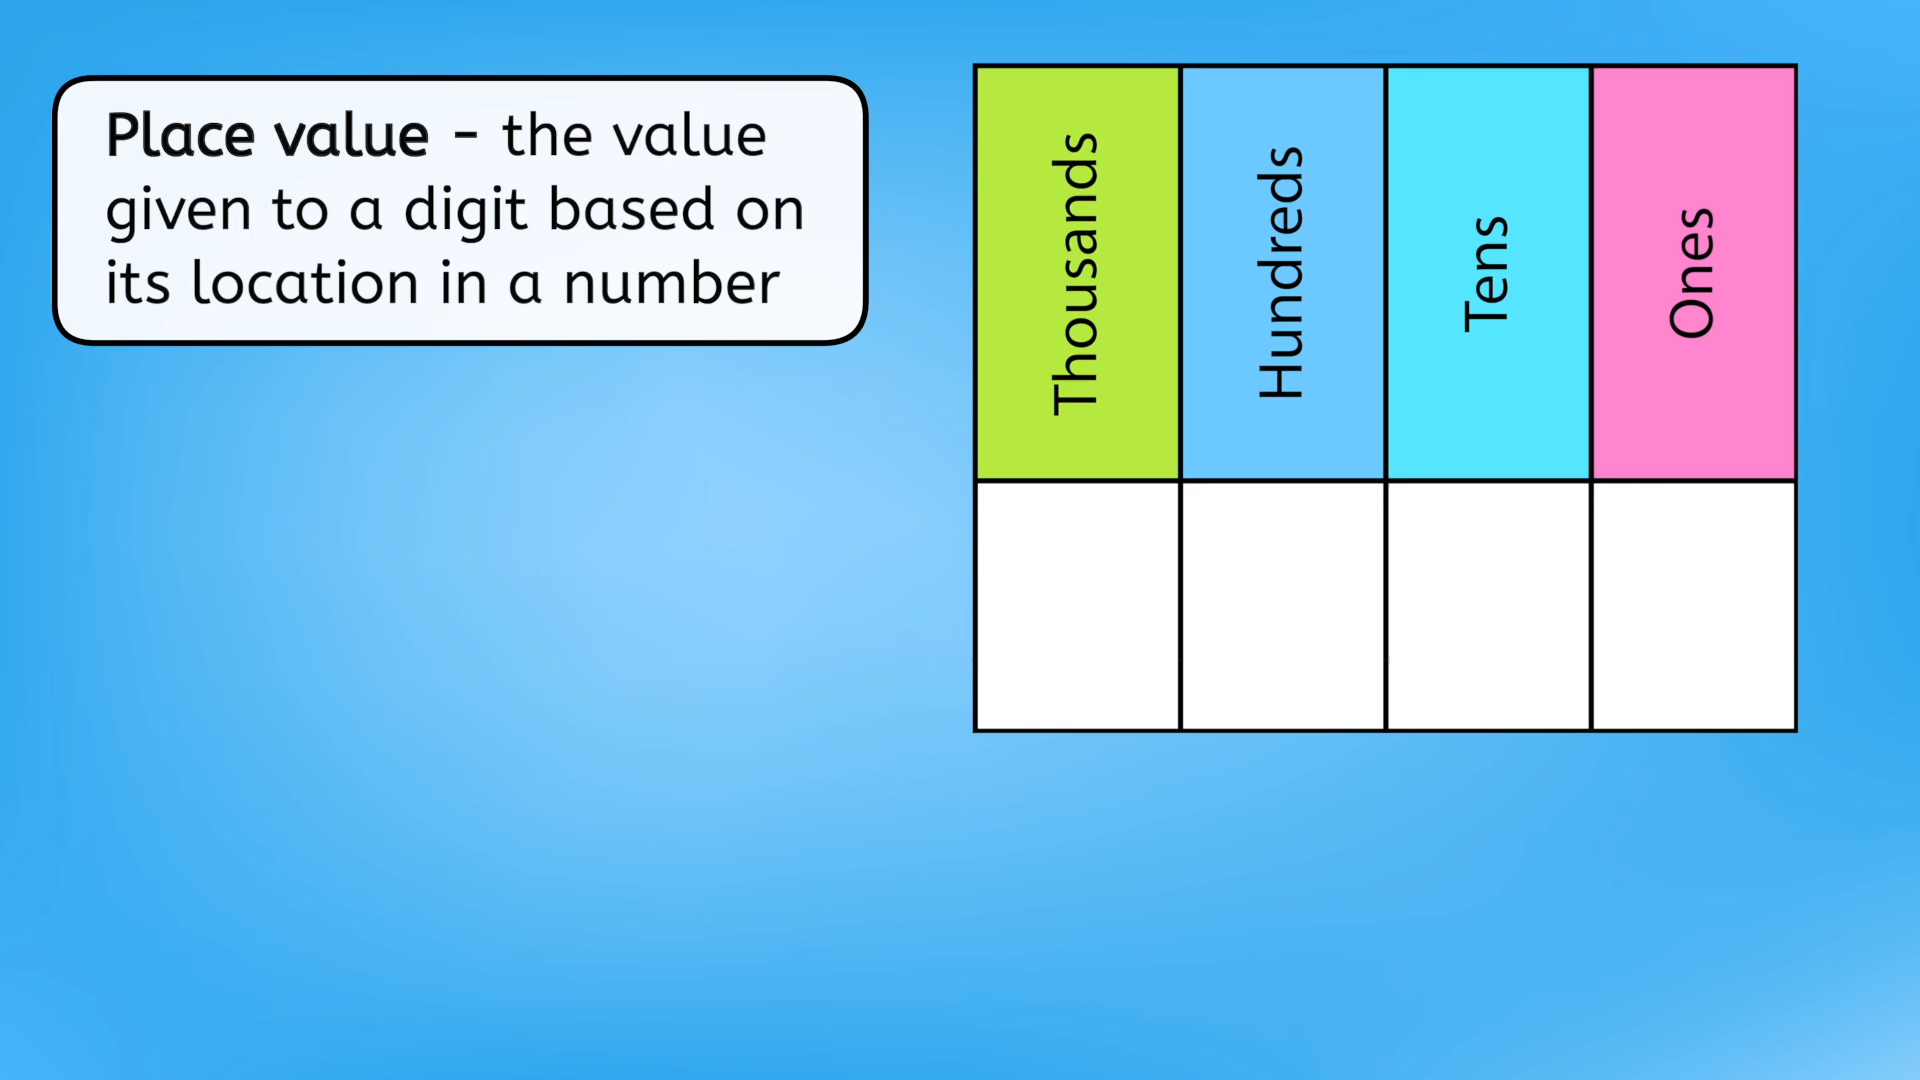 Place value - the value
given to a digit based on
its location in a number
Thousands
Hundreds
Tens
Ones